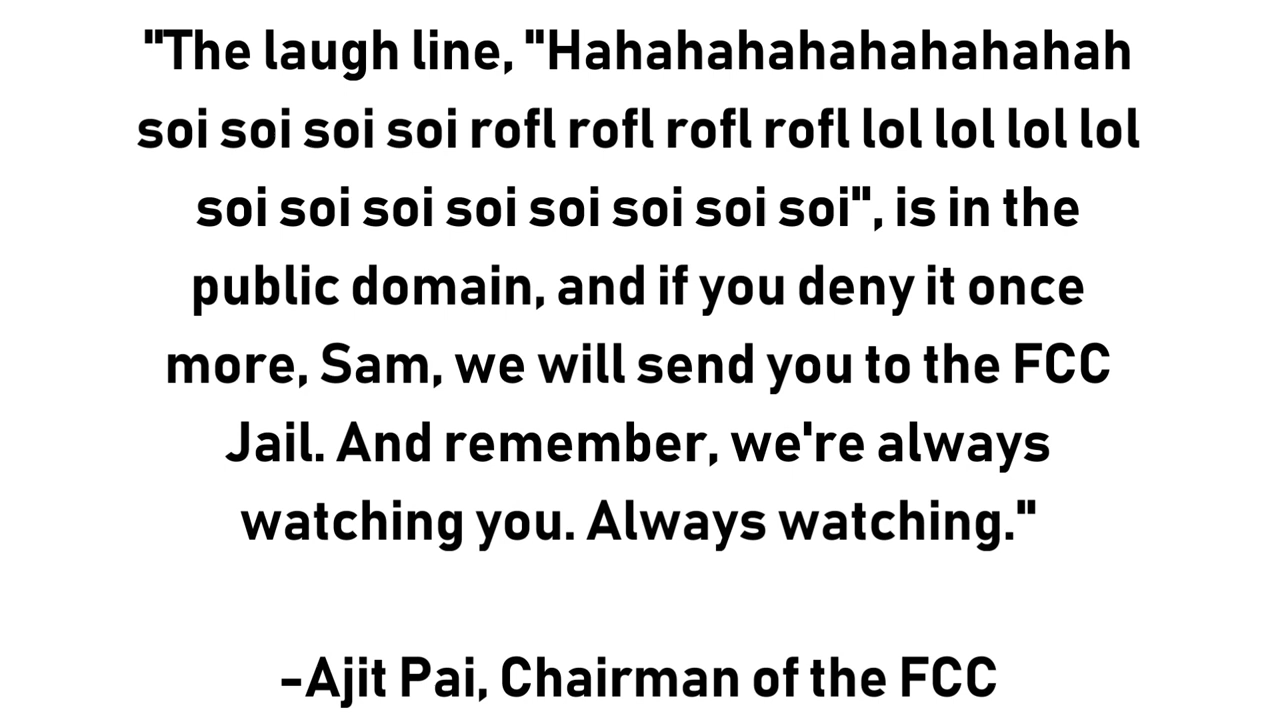 "The laugh line, "Hahahahahahahahahah
soi soi soi soi rofl rofl rofl rofl lol lol lol lol
soi soi soi soi soi soi soi soi", is in the
public domain, and if you deny it once
more, Sam, we will send you to the FCC
Jail. And remember, we're always
watching you. Always watching."
-Ajit Pai, Chairman of the FCC